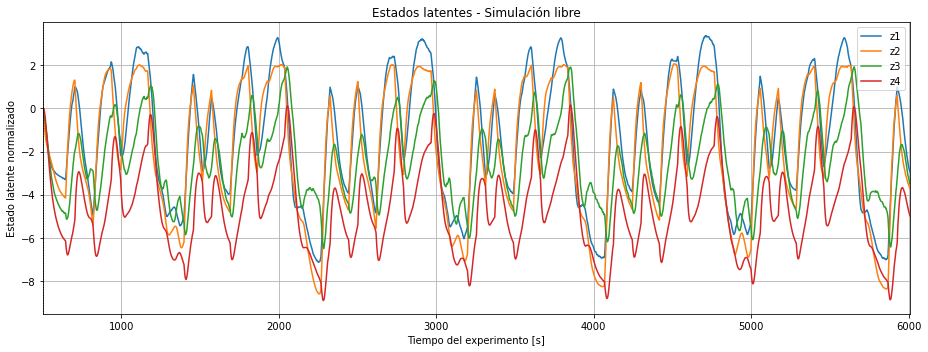 Estados latentes - Simulación libre
Estado latente normalizado
2
0
−2
−4
−6
−8
z1
z2
z3
z4
1000
2000
3000
4000
5000
6000
Tiempo del experimento [s]